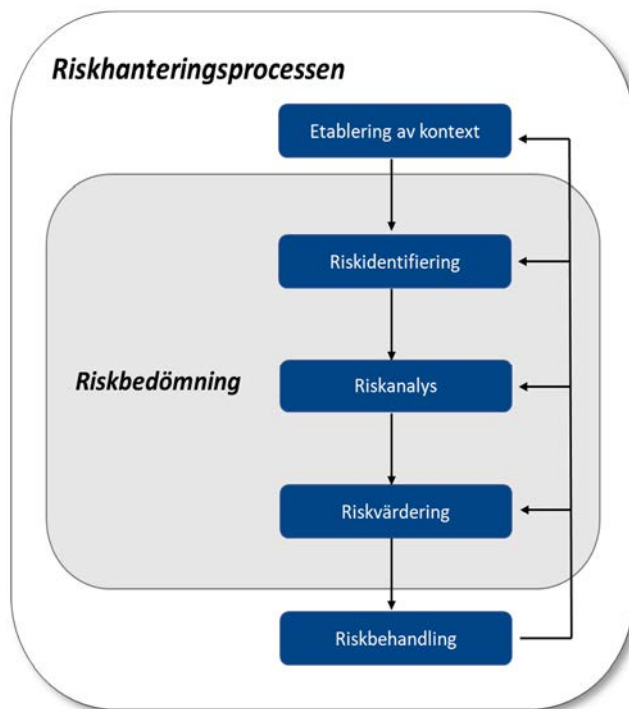 Riskhanteringsprocessen
Etablering av kontext
Riskidentifiering
Riskbedömning
Riskanalys
Riskvärdering
Riskbehandling